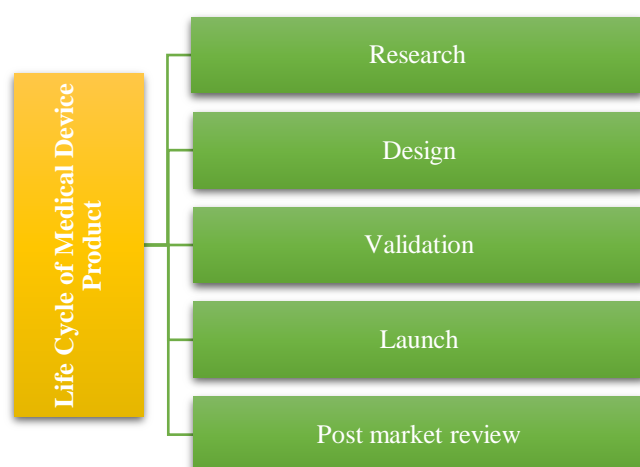 Life Cycle of Medical Device
Product
Research
Design
Validation
Launch
Post market review